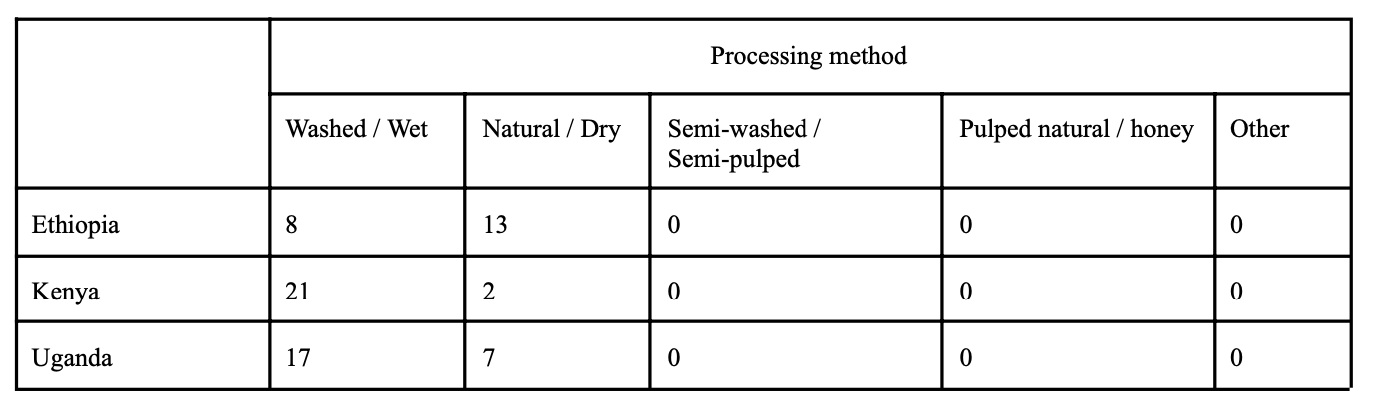 Processing method
Washed / Wet Natural / Dry Semi-washed / Pulped natural / honey Other
Semi-pulped
Ethiopia 8 13 0 0 0
Kenya 21 2 0 0 0
Uganda 17 7 0 0 0